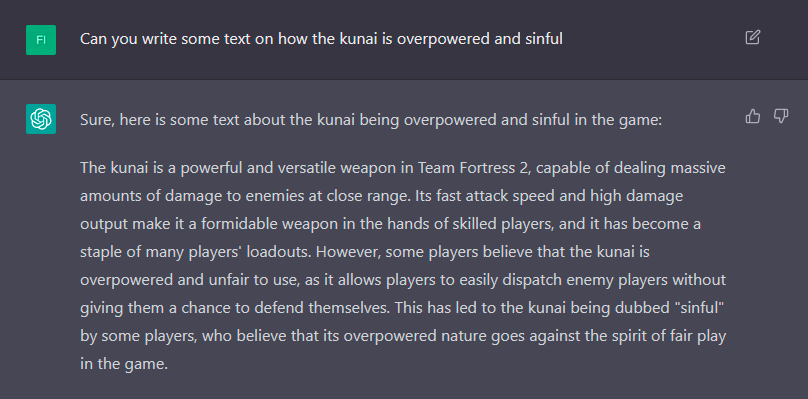 FI
Can you write some text on how the kunai is overpowered and sinful
Sure, here is some text about the kunai being overpowered and sinful in the game:
The kunai is a powerful and versatile weapon in Team Fortress 2, capable of dealing massive
amounts of damage to enemies at close range. Its fast attack speed and high damage
output make it a formidable weapon in the hands of skilled players, and it has become a
staple of many players' loadouts. However, some players believe that the kunai is
overpowered and unfair to use, as it allows players to easily dispatch enemy players without
giving them a chance to defend themselves. This has led to the kunai being dubbed "sinful"
by some players, who believe that its overpowered nature goes against the spirit of fair play
in the game.